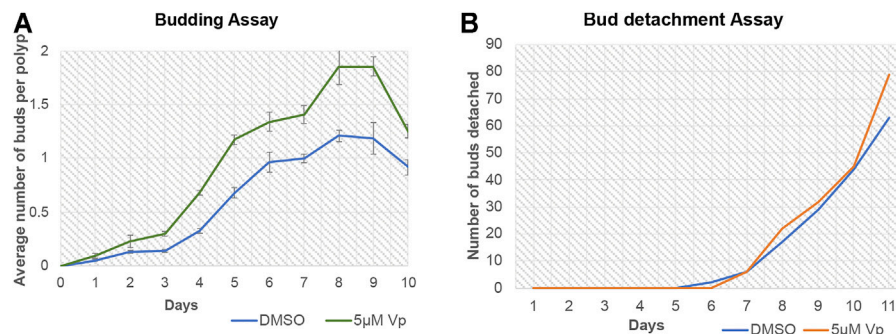 A
Budding Assay
Average number of buds per polyp
2
1.5
1
0.5
0
0 1 2 3 4 5 6 7 8 9 10
Days
DMSO 5µM Vp
B
Bud detachment Assay
Number of buds detached
90
80
70
60
50
40
30
20
10
0
1 2 3 4 5 6 7 8 9 10 11
Days
DMSO 5µM Vp